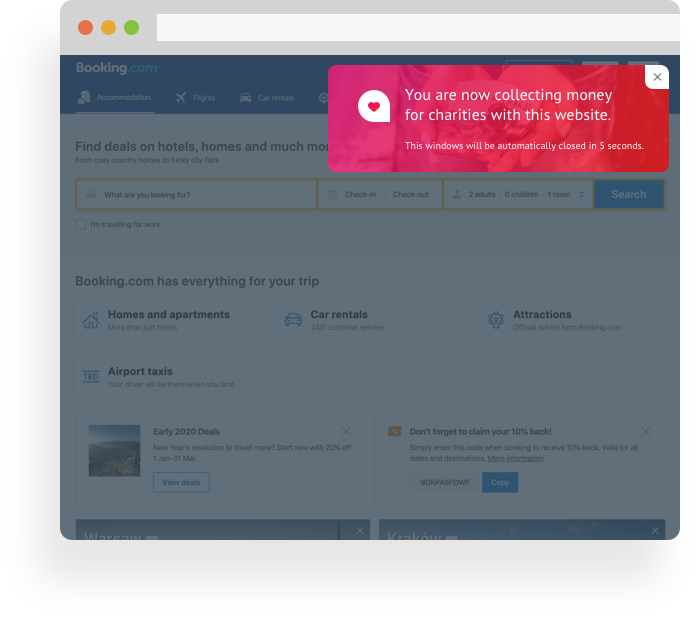 Booking.com
Accommodation
Flights
Car rentals
You are now collecting money
for charities with this website.
This windows will be automatically closed in 5 seconds.
Find deals on hotels, homes and much mor
From cosy country homes to funky city flats
What are you looking for?
Check-in — Check-out
2 adults - 0 children - 1 room
Search
I'm travelling for work
Booking.com has everything for your trip
Homes and apartments
More than just hotels
Car rentals
24/7 customer service
Attractions
Official tickets from Booking.com
TAXI
Airport taxis
Your driver will be there when you land
Early 2020 Deals
New Year's resolution to travel more? Start now with 20% off
1 Jan-31 Mar.
View deals
Don't forget to claim your 10% back!
Simply enter this code when booking to receive 10% back. Valid for all
dates and destinations. More information
Copy
Warsaw
Kraków